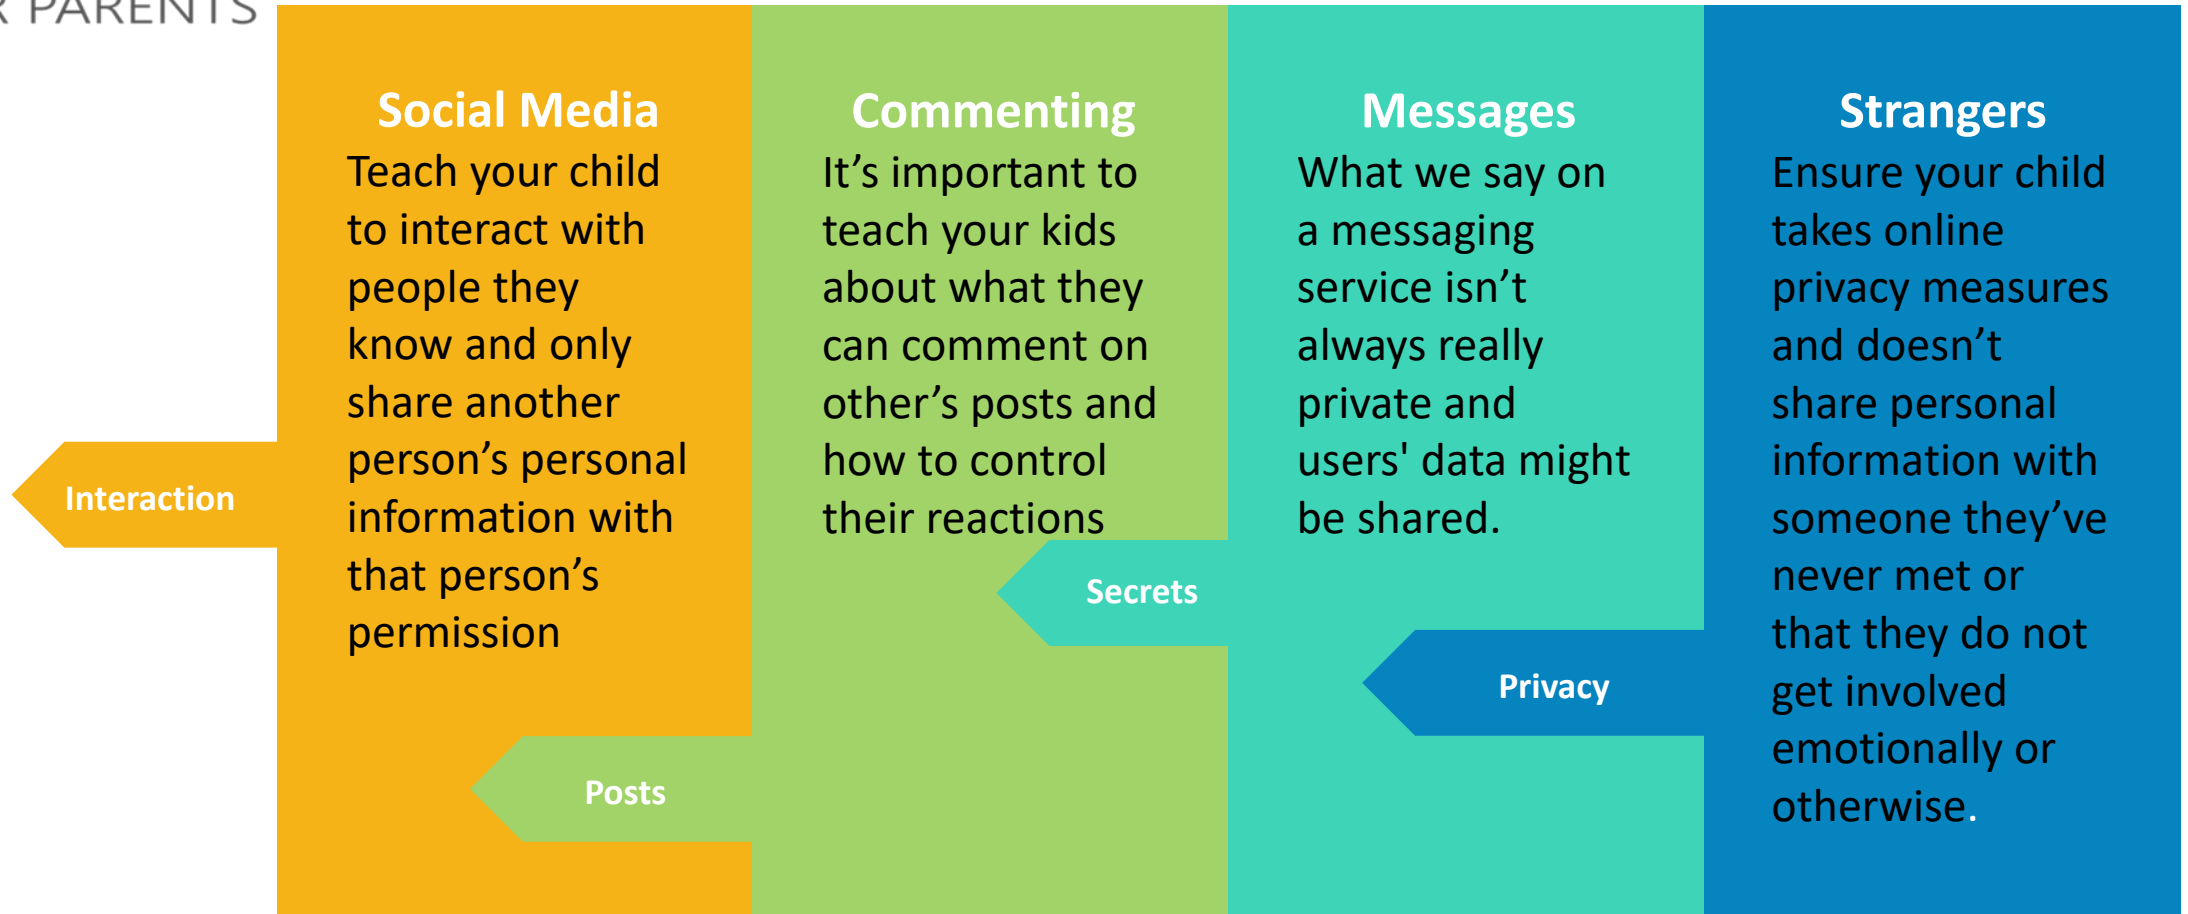 R PARENTS
Social Media
Teach your child
to interact with
people they
know and only
share another
person’s personal
information with
that person’s
permission
Interaction
Commenting
It’s important to
teach your kids
about what they
can comment on
other’s posts and
how to control
their reactions
Posts
Messages
What we say on
a messaging
service isn’t
always really
private and
users' data might
be shared.
Secrets
Strangers
Ensure your child
takes online
privacy measures
and doesn’t
share personal
information with
someone they’ve
never met or
that they do not
get involved
emotionally or
otherwise.
Privacy